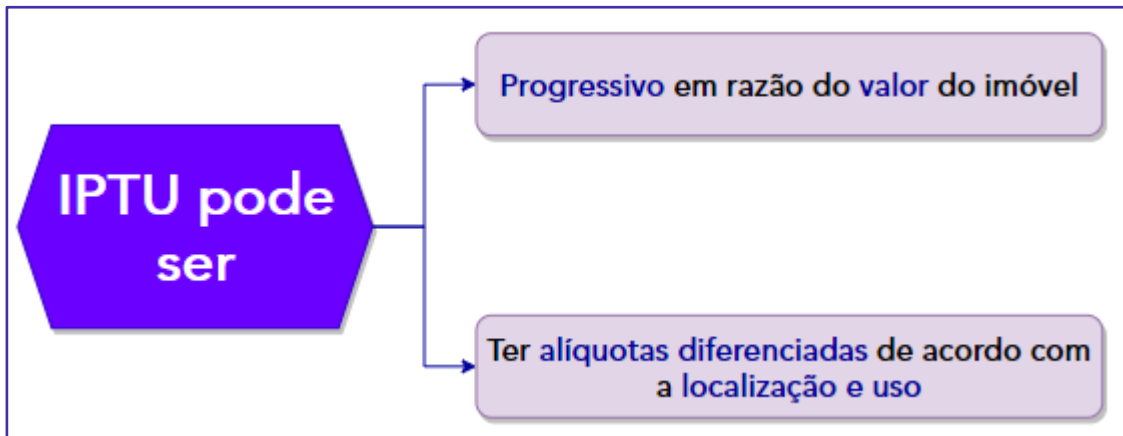 IPTU pode
ser
Progressivo em razão do valor do imóvel
Ter alíquotas diferenciadas de acordo com
a localização e uso